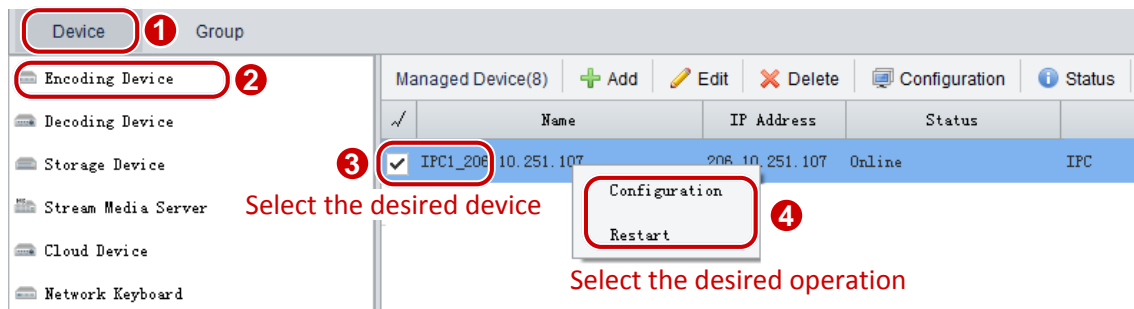 Device 1 Group
Encoding Device 2
Managed Device(8) Add Edit Delete Configuration Status
Decoding Device
Name IP Address Status
Storage Device
3 IPC1_206.10.251.107 206.10.251.107 Online IPC
Configuration
Stream Media Server
Select the desired device
4
Restart
Cloud Device
Select the desired operation
Network Keyboard